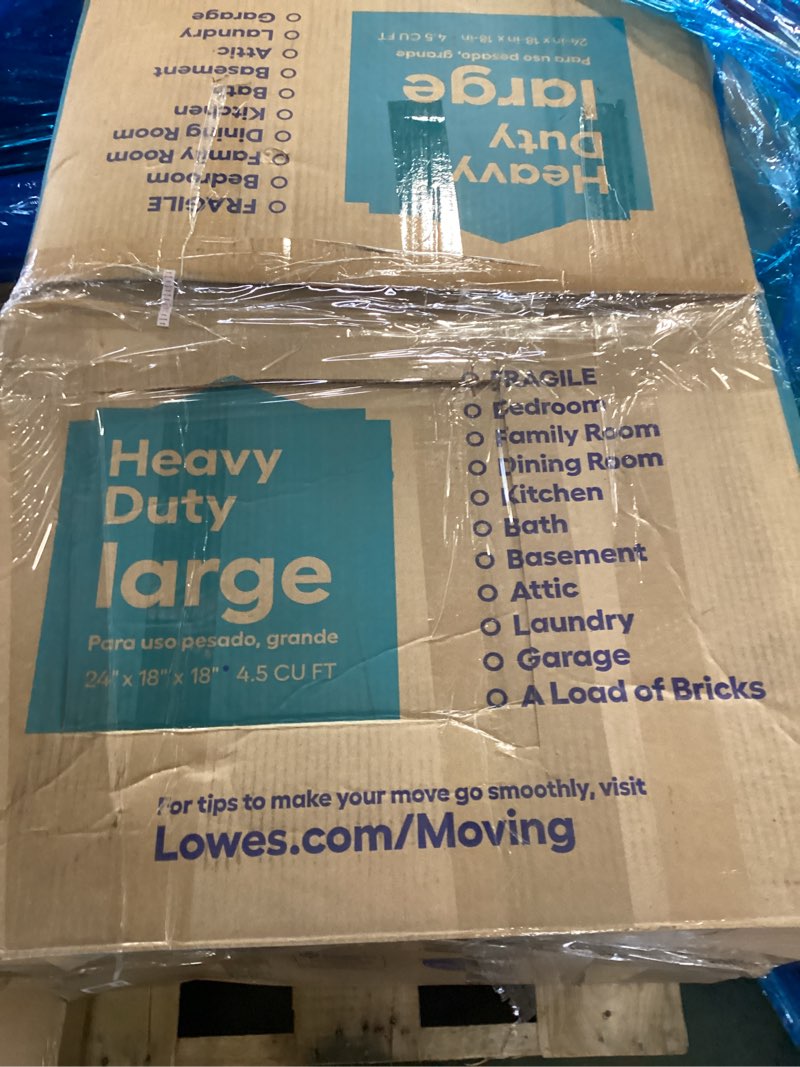 Garage
Laundry
Attic
Basement
Bath
Kitchen
Dining Room
Family Room
Bedroom
FRAGILE
Heavy
Duty
large
Para uso pesado, grande
24-in x 18-in x 18-in 4.5 CU FT
FRAGILE
Bedroom
Family Room
Dining Room
Kitchen
Bath
Basement
Attic
Laundry
Garage
A Load of Bricks
Heavy
Duty
large
Para uso pesado, grande
24" x 18" x 18" • 4.5 CU FT
For tips to make your move go smoothly, visit
Lowes.com/Moving